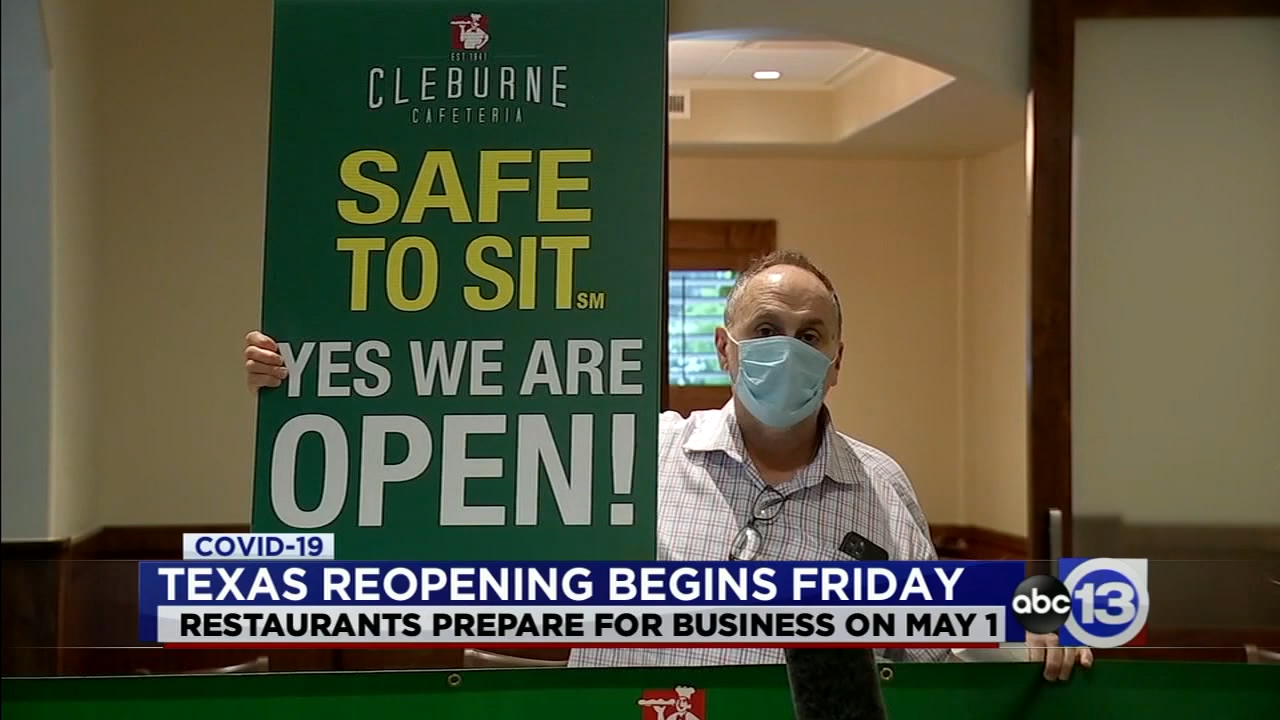 EST 1941
CLEBURNE
CAFETERIA
SAFE
TO SIT SM
YES WE ARE
OPEN!
COVID-19
TEXAS REOPENING BEGINS FRIDAY
RESTAURANTS PREPARE FOR BUSINESS ON MAY 1
abc 13